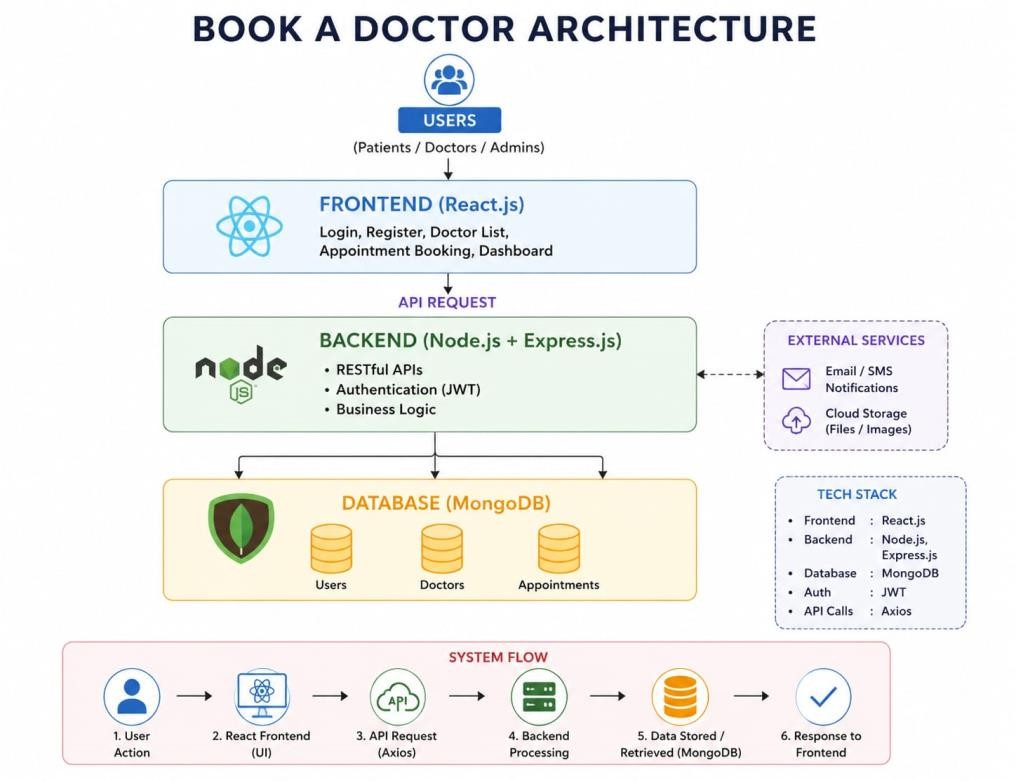 BOOK A DOCTOR ARCHITECTURE
USERS
(Patients / Doctors / Admins)
FRONTEND (React.js)
Login, Register, Doctor List,
Appointment Booking, Dashboard
API REQUEST
BACKEND (Node.js + Express.js)
• RESTful APIs
• Authentication (JWT)
• Business Logic
node
JS
EXTERNAL SERVICES
Email / SMS
Notifications
Cloud Storage
(Files / Images)
DATABASE (MongoDB)
Users
Doctors
Appointments
TECH STACK
• Frontend : React.js
• Backend : Node.js,
Express.js
• Database : MongoDB
• Auth : JWT
• API Calls : Axios
SYSTEM FLOW
API
1. User
Action
2. React Frontend
(UI)
3. API Request
(Axios)
4. Backend
Processing
5. Data Stored /
Retrieved (MongoDB)
6. Response to
Frontend